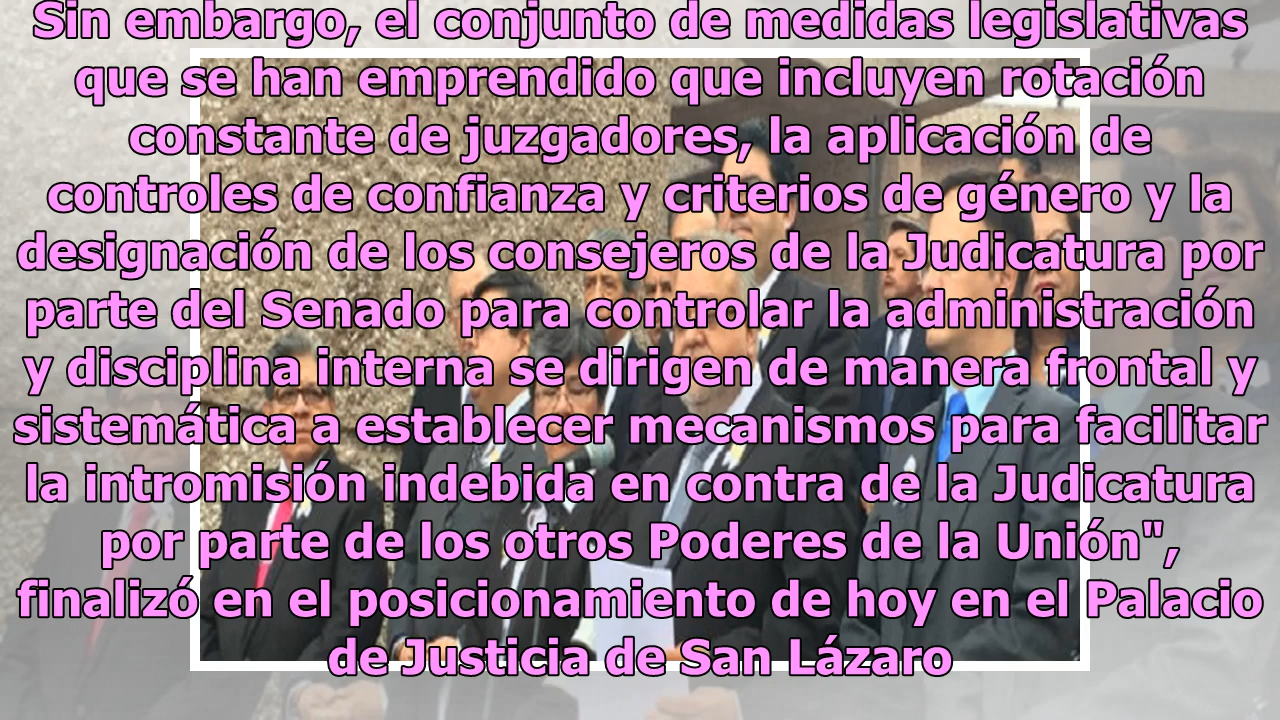 Sin embargo, el conjunto de medidas legislativas
que se han emprendido que incluyen rotación
constante de juzgadores, la aplicación de
controles de confianza y criterios de género y la
designación de los consejeros de la Judicatura por
parte del Senado para controlar la administración
y disciplina interna se dirigen de manera frontal y
sistemática a establecer mecanismos para facilitar
la intromisión indebida en contra de la Judicatura
por parte de los otros Poderes de la Unión",
finalizó en el posicionamiento de hoy en el Palacio
de Justicia de San Lázaro